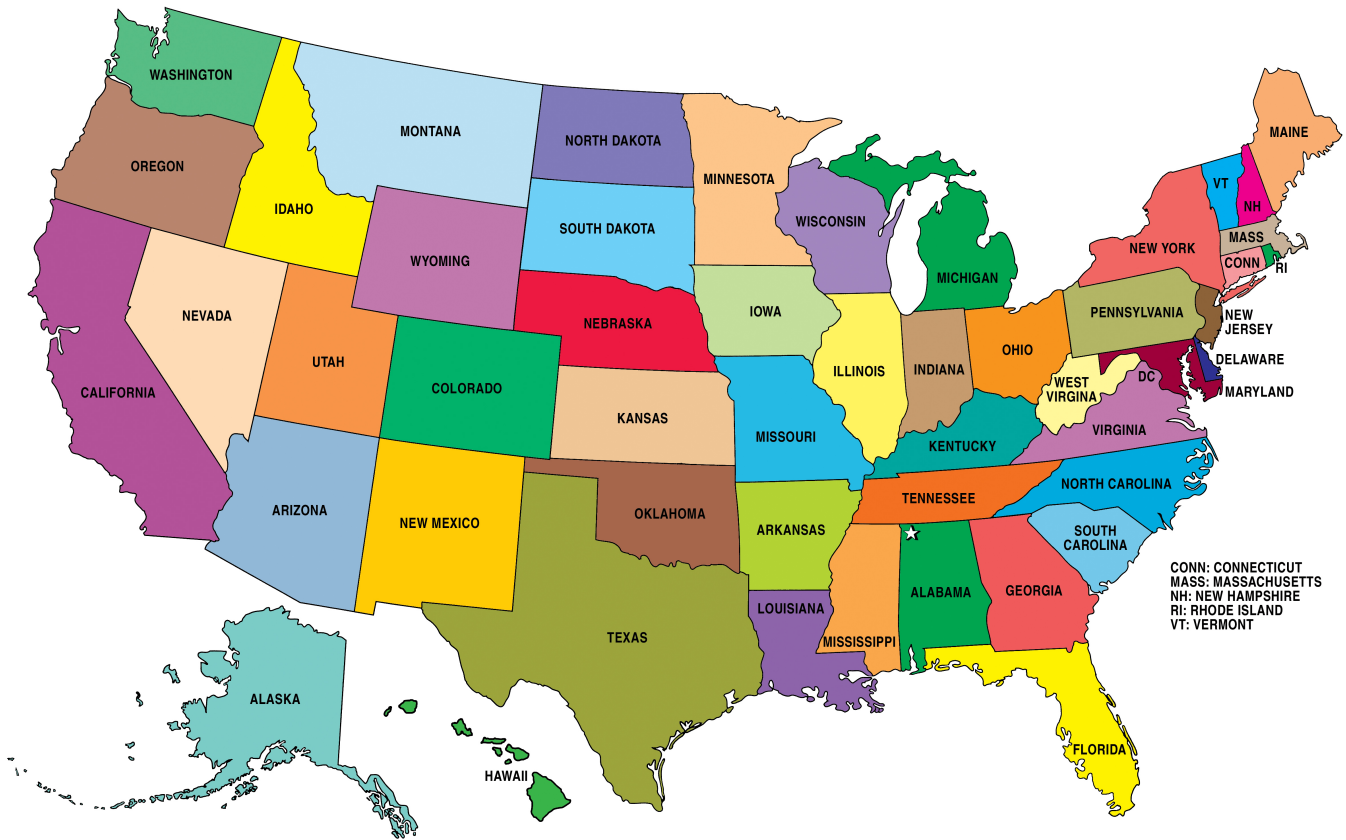 WASHINGTON
OREGON
IDAHO
MONTANA
NORTH DAKOTA
MINNESOTA
SOUTH DAKOTA
WYOMING
WISCONSIN
MICHIGAN
MAINE
VT
NH
NEW YORK
MASS
CONN
RI
NEVADA
UTAH
COLORADO
CALIFORNIA
NEBRASKA
IOWA
KANSAS
MISSOURI
ILLINOIS
INDIANA
OHIO
PENNSYLVANIA
NEW
JERSEY
DELAWARE
MARYLAND
DC
WEST
VIRGINA
VIRGINIA
KENTUCKY
TENNESSEE
NORTH CAROLINA
SOUTH
CAROLINA
ARIZONA
NEW MEXICO
OKLAHOMA
ARKANSAS
TEXAS
LOUISIANA
MISSISSIPPI
ALABAMA
GEORGIA
FLORIDA
ALASKA
HAWAII
CONN: CONNECTICUT
MASS: MASSACHUSETTS
NH: NEW HAMPSHIRE
RI: RHODE ISLAND
VT: VERMONT